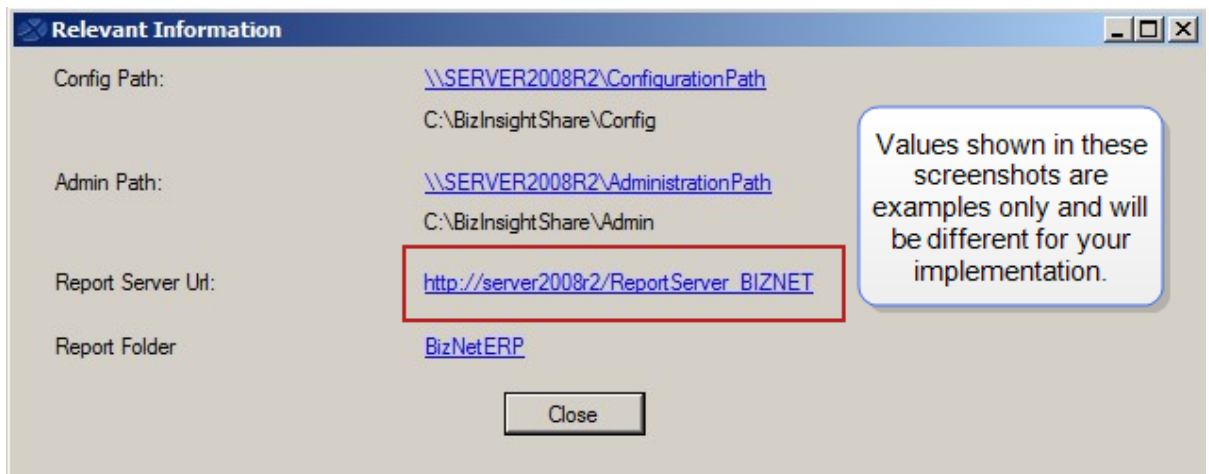 Relevant Information
Config Path:
\\SERVER2008R2\ConfigurationPath
C:\BizInsightShare\Config
Admin Path:
\\SERVER2008R2\AdministrationPath
C:\BizInsightShare\Admin
Report Server Url:
http://server2008r2/ReportServer_BIZNET
Report Folder
BizNetERP
Close
Values shown in these
screenshots are
examples only and will
be different for your
implementation.